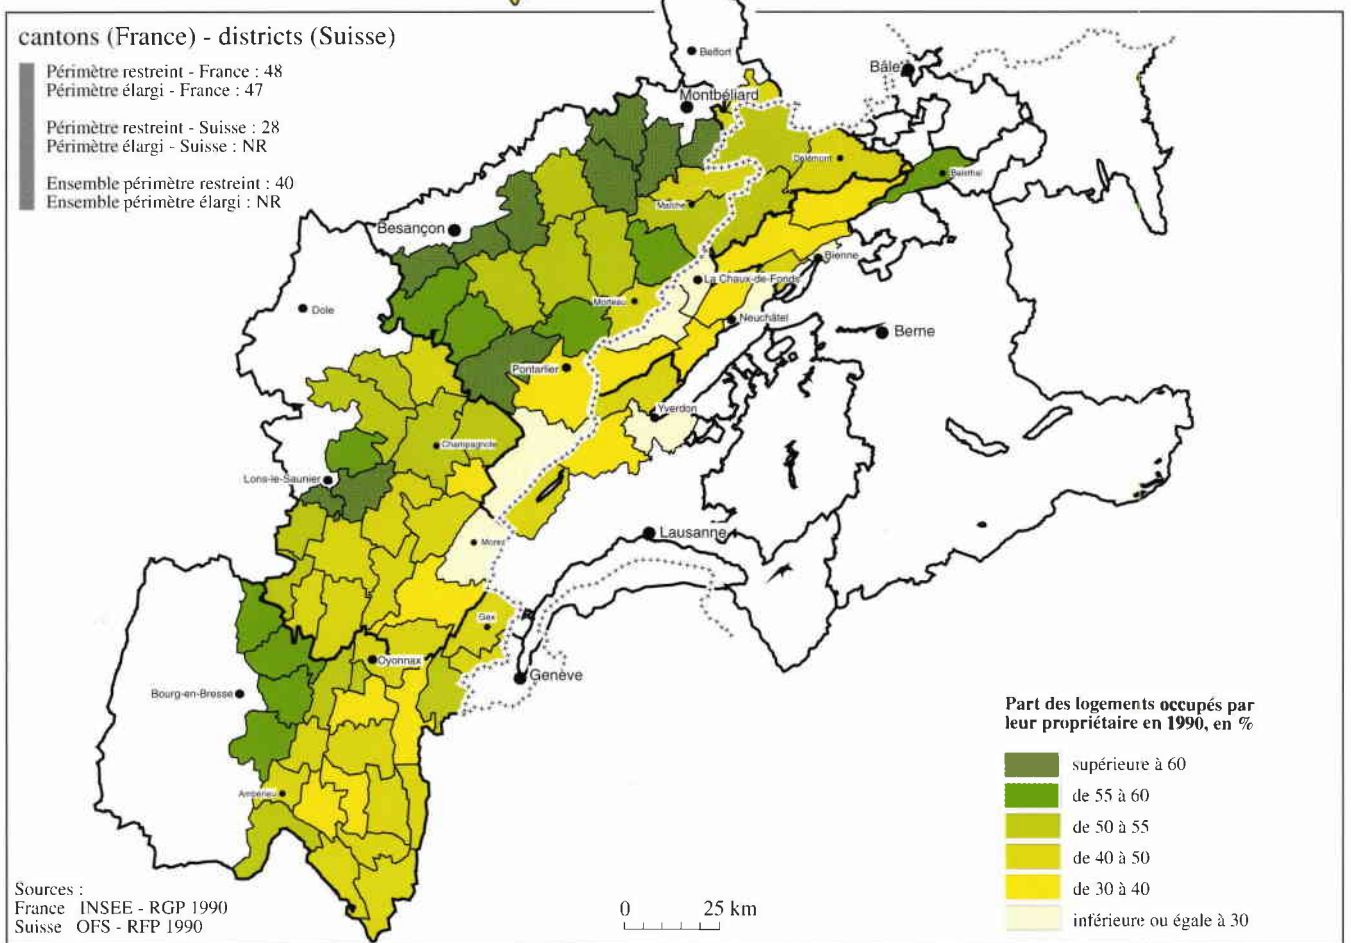 cantons (France) - districts (Suisse)
Périmètre restreint - France : 48
Périmètre élargi - France : 47
Périmètre restreint - Suisse : 28
Périmètre élargi - Suisse : NR
Ensemble périmètre restreint : 40
Ensemble périmètre élargi : NR
Belfort
Bâle
Montbéliard
Delémont
Balsthal
Maîche
Besançon
Bienne
La Chaux-de-Fonds
Dole
Morteau
Neuchâtel
Berne
Pontarlier
Yverdon
Champagnole
Lons-le-Saunier
Lausanne
Morez
Gex
Oyonnax
Genève
Bourg-en-Bresse
Ambérieu
Part des logements occupés par
leur propriétaire en 1990, en %
supérieure à 60
de 55 à 60
de 50 à 55
de 40 à 50
de 30 à 40
inférieure ou égale à 30
Sources :
France INSEE - RGP 1990
Suisse OFS - RFP 1990
0 25 km